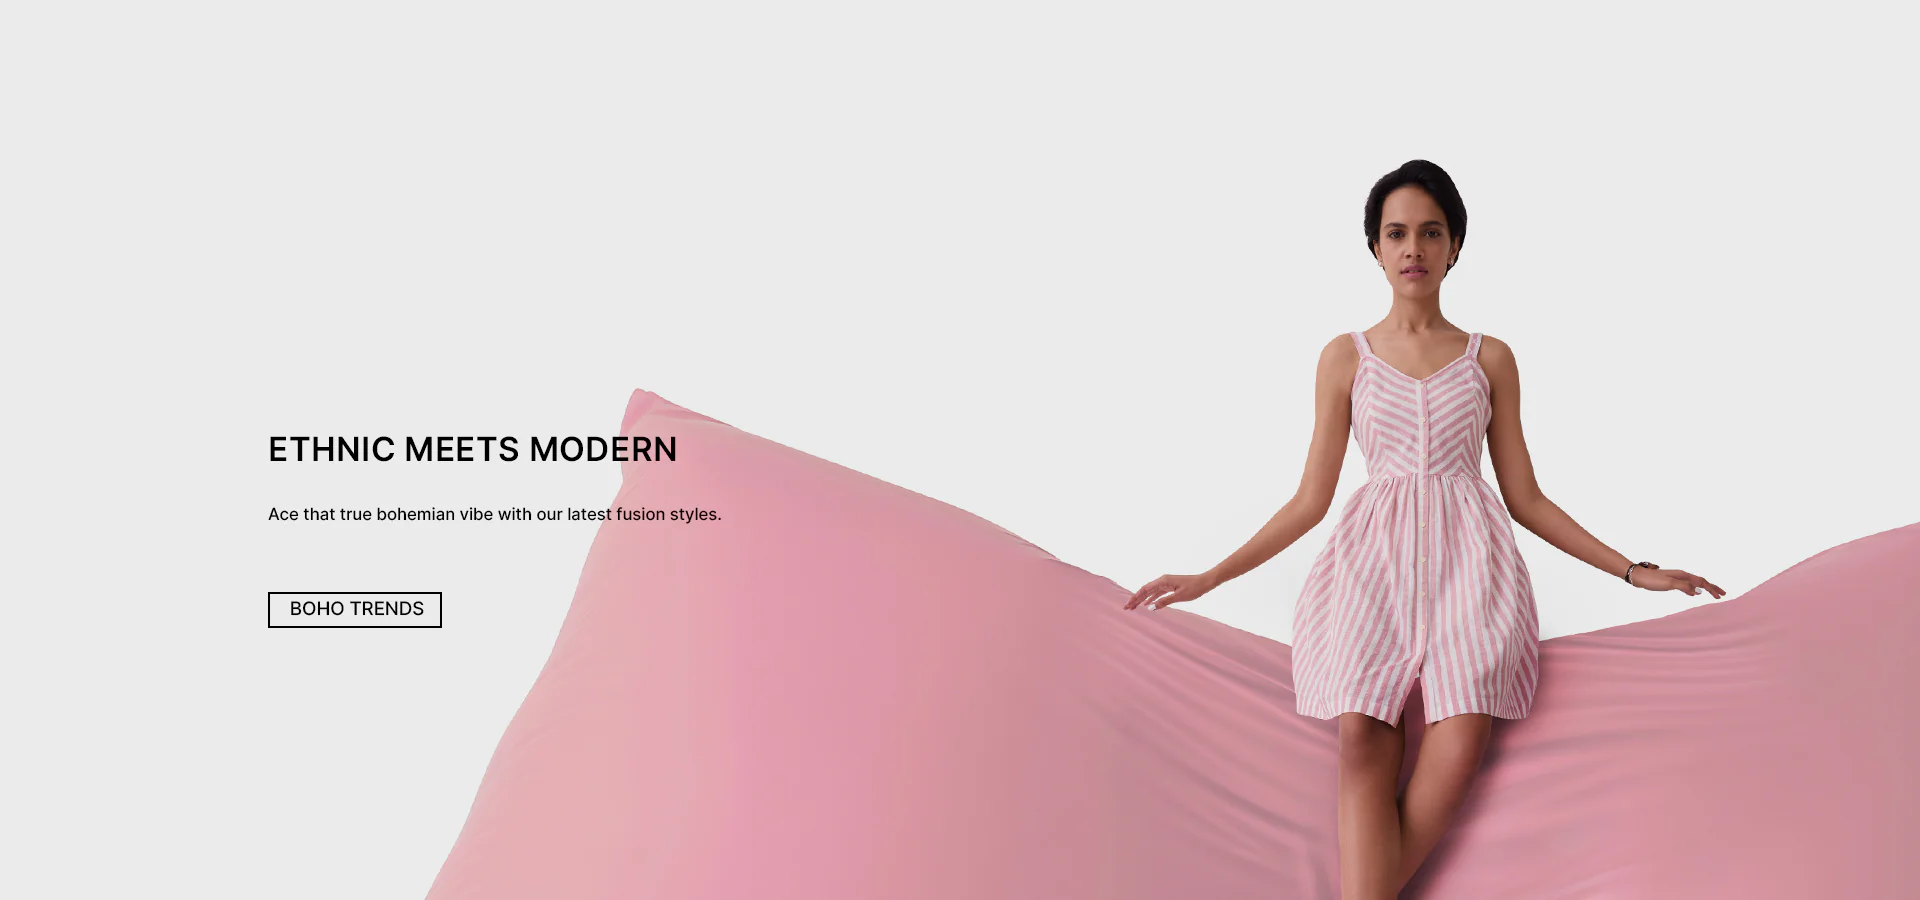 ETHNIC MEETS MODERN
Ace that true bohemian vibe with our latest fusion styles.
BOHO TRENDS